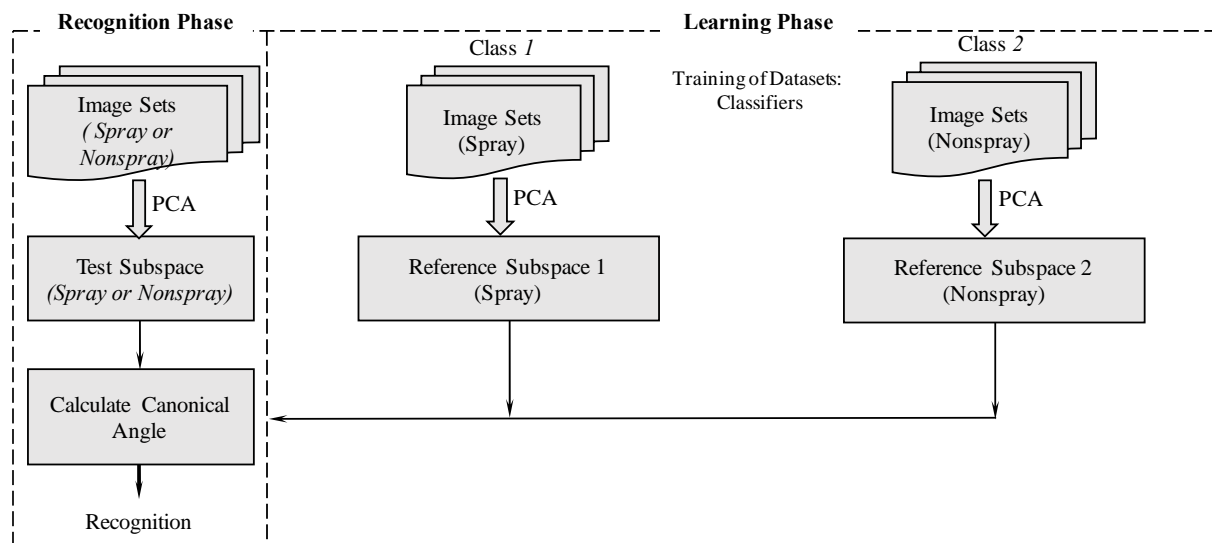 Recognition Phase
Learning Phase
Class 1
Class 2
Training of Datasets:
Classifiers
Image Sets
( Spray or
Nonspray)
Image Sets
(Spray)
Image Sets
(Nonspray)
PCA
PCA
PCA
Test Subspace
(Spray or Nonspray)
Reference Subspace 1
(Spray)
Reference Subspace 2
(Nonspray)
Calculate Canonical
Angle
Recognition